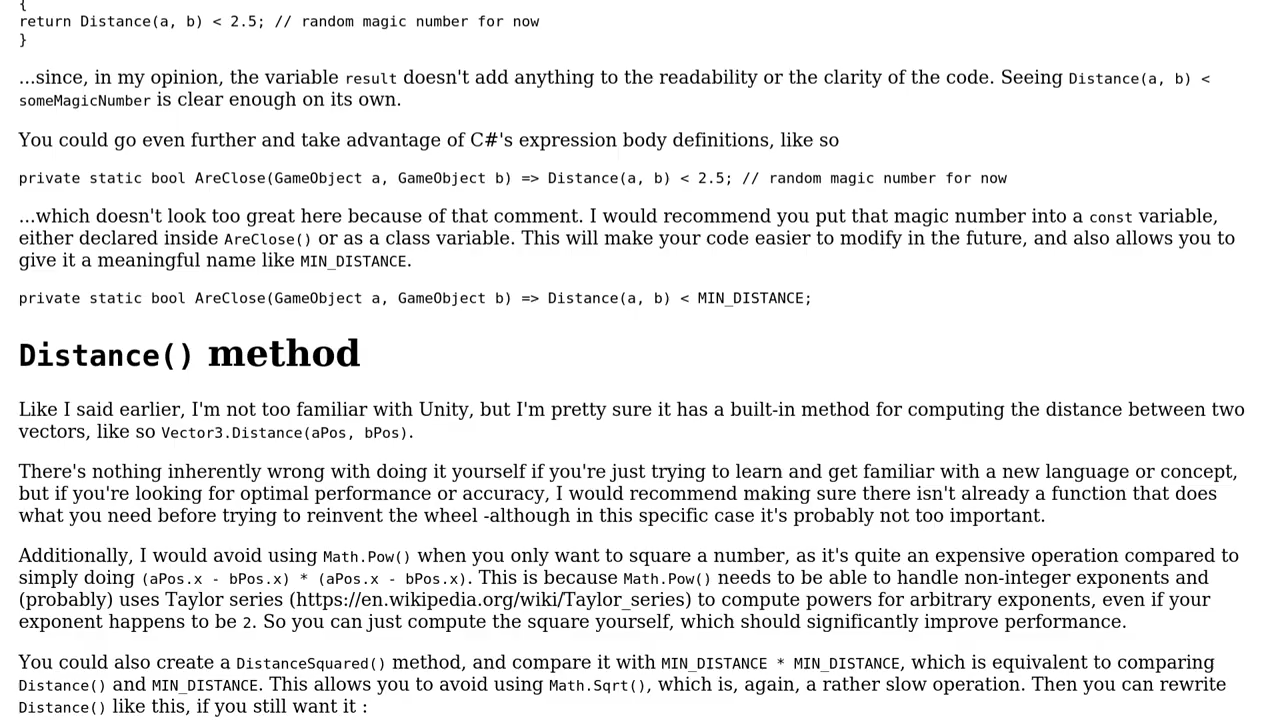 {
return Distance(a, b) < 2.5; // random magic number for now
}
...since, in my opinion, the variable result doesn't add anything to the readability or the clarity of the code. Seeing Distance(a, b) <
someMagicNumber is clear enough on its own.
You could go even further and take advantage of C#'s expression body definitions, like so
private static bool AreClose(GameObject a, GameObject b) => Distance(a, b) < 2.5; // random magic number for now
...which doesn't look too great here because of that comment. I would recommend you put that magic number into a const variable,
either declared inside AreClose() or as a class variable. This will make your code easier to modify in the future, and also allows you to
give it a meaningful name like MIN_DISTANCE.
private static bool AreClose(GameObject a, GameObject b) => Distance(a, b) < MIN_DISTANCE;
Distance() method
Like I said earlier, I'm not too familiar with Unity, but I'm pretty sure it has a built-in method for computing the distance between two
vectors, like so Vector3.Distance(aPos, bPos).
There's nothing inherently wrong with doing it yourself if you're just trying to learn and get familiar with a new language or concept,
but if you're looking for optimal performance or accuracy, I would recommend making sure there isn't already a function that does
what you need before trying to reinvent the wheel -although in this specific case it's probably not too important.
Additionally, I would avoid using Math.Pow() when you only want to square a number, as it's quite an expensive operation compared to
simply doing (aPos.x - bPos.x) * (aPos.x - bPos.x). This is because Math.Pow() needs to be able to handle non-integer exponents and
(probably) uses Taylor series (https://en.wikipedia.org/wiki/Taylor_series) to compute powers for arbitrary exponents, even if your
exponent happens to be 2. So you can just compute the square yourself, which should significantly improve performance.
You could also create a DistanceSquared() method, and compare it with MIN_DISTANCE * MIN_DISTANCE, which is equivalent to comparing
Distance() and MIN_DISTANCE. This allows you to avoid using Math.Sqrt(), which is, again, a rather slow operation. Then you can rewrite
Distance() like this, if you still want it :